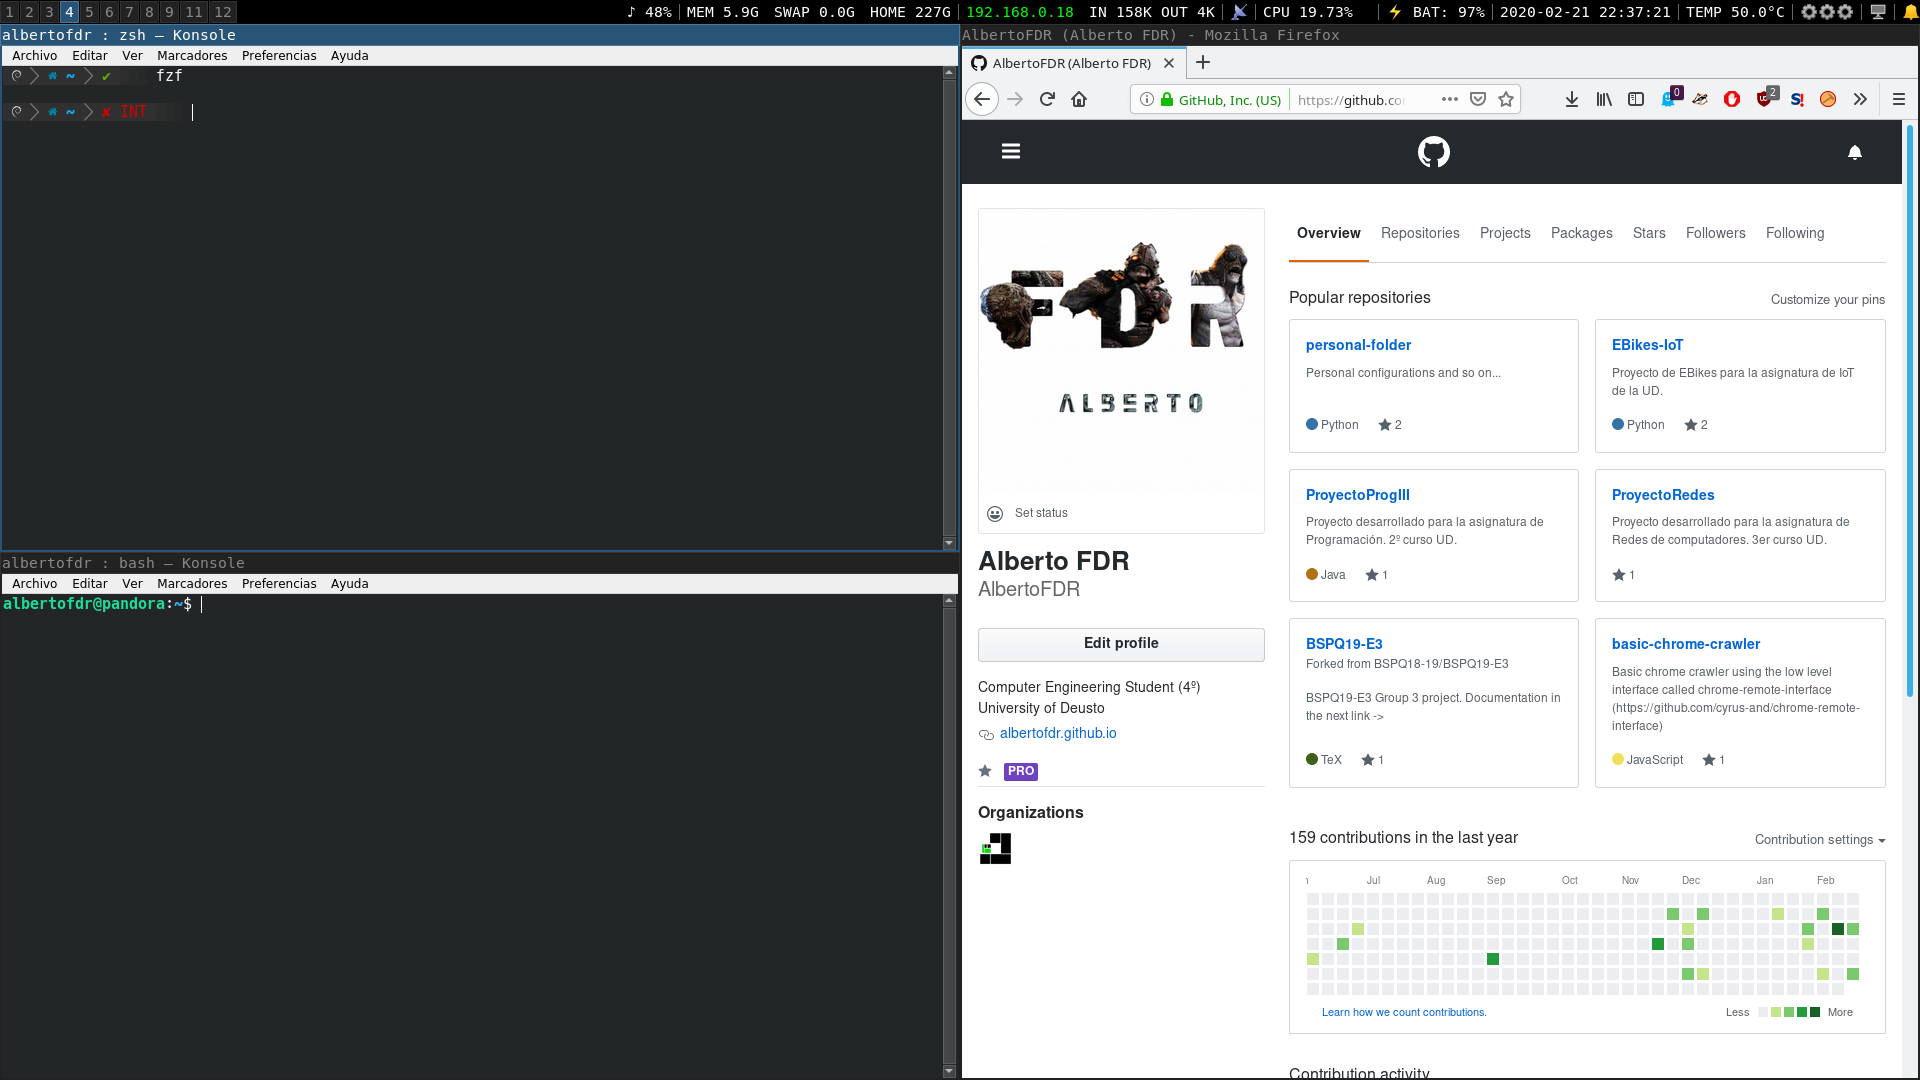 1 2 3 4 5 6 7 8 9 11 12
♪ 48% MEM 5.9G SWAP 0.0G HOME 227G 192.168.0.18 IN 158K OUT 4K CPU 19.73% ⚡ BAT: 97% 2020-02-21 22:37:21 TEMP 50.0°C
albertofdr : zsh — Konsole
Archivo Editar Ver Marcadores Preferencias Ayuda
~ ✔ fzf
~ ✘ INT
albertofdr : bash — Konsole
Archivo Editar Ver Marcadores Preferencias Ayuda
albertofdr@pandora:~$
AlbertoFDR (Alberto FDR) - Mozilla Firefox
AlbertoFDR (Alberto FDR)
GitHub, Inc. (US) https://github.co
0 2 S!
FDR
ALBERTO
Set status
Alberto FDR
AlbertoFDR
Edit profile
Computer Engineering Student (4º)
University of Deusto
albertofdr.github.io
PRO
Organizations
Overview Repositories Projects Packages Stars Followers Following
Popular repositories
Customize your pins
personal-folder
Personal configurations and so on...
Python 2
EBikes-IoT
Proyecto de EBikes para la asignatura de IoT
de la UD.
Python 2
ProyectoProgIII
Proyecto desarrollado para la asignatura de
Programación. 2º curso UD.
Java 1
ProyectoRedes
Proyecto desarrollado para la asignatura de
Redes de computadores. 3er curso UD.
1
BSPQ19-E3
Forked from BSPQ18-19/BSPQ19-E3
BSPQ19-E3 Group 3 project. Documentation in
the next link ->
TeX 1
basic-chrome-crawler
Basic chrome crawler using the low level
interface called chrome-remote-interface
(https://github.com/cyrus-and/chrome-remote-
interface)
JavaScript 1
159 contributions in the last year
Contribution settings
Jul Aug Sep Oct Nov Dec Jan Feb
Learn how we count contributions.
Less More
Contribution activity